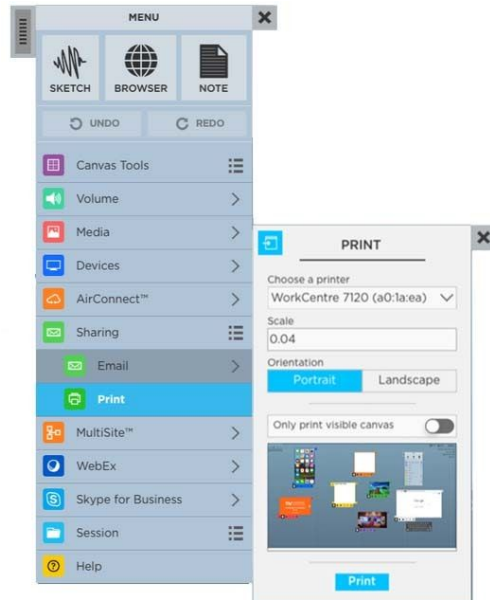 MENU
SKETCH BROWSER NOTE
UNDO REDO
Canvas Tools
Volume
Media
Devices
AirConnect™
Sharing
Email
Print
MultiSite™
WebEx
Skype for Business
Session
Help
PRINT
Choose a printer
WorkCentre 7120 (a0:1a:ea)
Scale
0.04
Orientation
Portrait Landscape
Only print visible canvas
Print